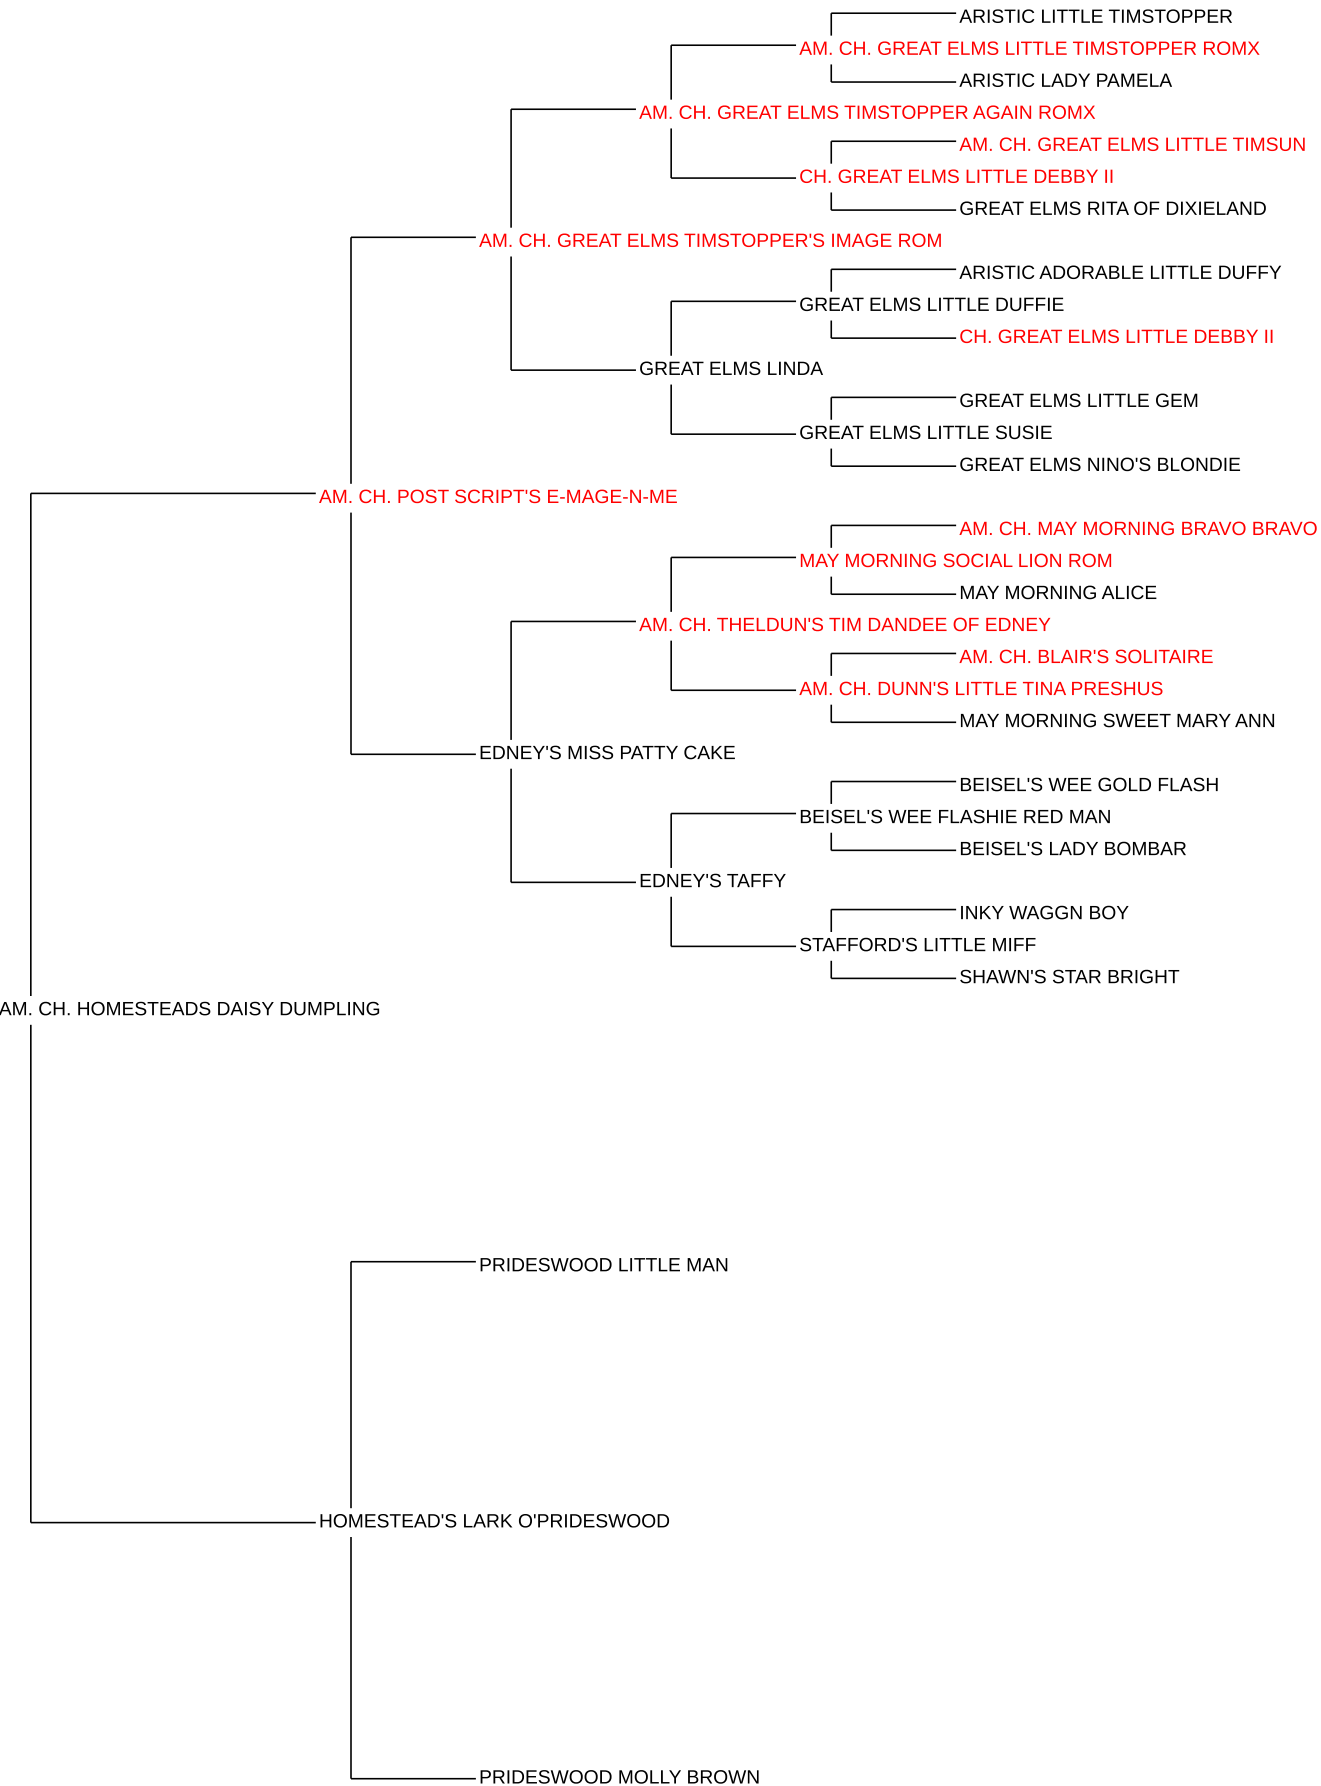 ARISTIC LITTLE TIMSTOPPER
AM. CH. GREAT ELMS LITTLE TIMSTOPPER ROMX
ARISTIC LADY PAMELA
AM. CH. GREAT ELMS TIMSTOPPER AGAIN ROMX
AM. CH. GREAT ELMS LITTLE TIMSUN
CH. GREAT ELMS LITTLE DEBBY II
GREAT ELMS RITA OF DIXIELAND
AM. CH. GREAT ELMS TIMSTOPPER'S IMAGE ROM
ARISTIC ADORABLE LITTLE DUFFY
GREAT ELMS LITTLE DUFFIE
CH. GREAT ELMS LITTLE DEBBY II
GREAT ELMS LINDA
GREAT ELMS LITTLE GEM
GREAT ELMS LITTLE SUSIE
GREAT ELMS NINO'S BLONDIE
AM. CH. POST SCRIPT'S E-MAGE-N-ME
AM. CH. MAY MORNING BRAVO BRAVO
MAY MORNING SOCIAL LION ROM
MAY MORNING ALICE
AM. CH. THELDUN'S TIM DANDEE OF EDNEY
AM. CH. BLAIR'S SOLITAIRE
AM. CH. DUNN'S LITTLE TINA PRESHUS
MAY MORNING SWEET MARY ANN
EDNEY'S MISS PATTY CAKE
BEISEL'S WEE GOLD FLASH
BEISEL'S WEE FLASHIE RED MAN
BEISEL'S LADY BOMBAR
EDNEY'S TAFFY
INKY WAGGN BOY
STAFFORD'S LITTLE MIFF
SHAWN'S STAR BRIGHT
AM. CH. HOMESTEADS DAISY DUMPLING
PRIDESWOOD LITTLE MAN
HOMESTEAD'S LARK O'PRIDESWOOD
PRIDESWOOD MOLLY BROWN